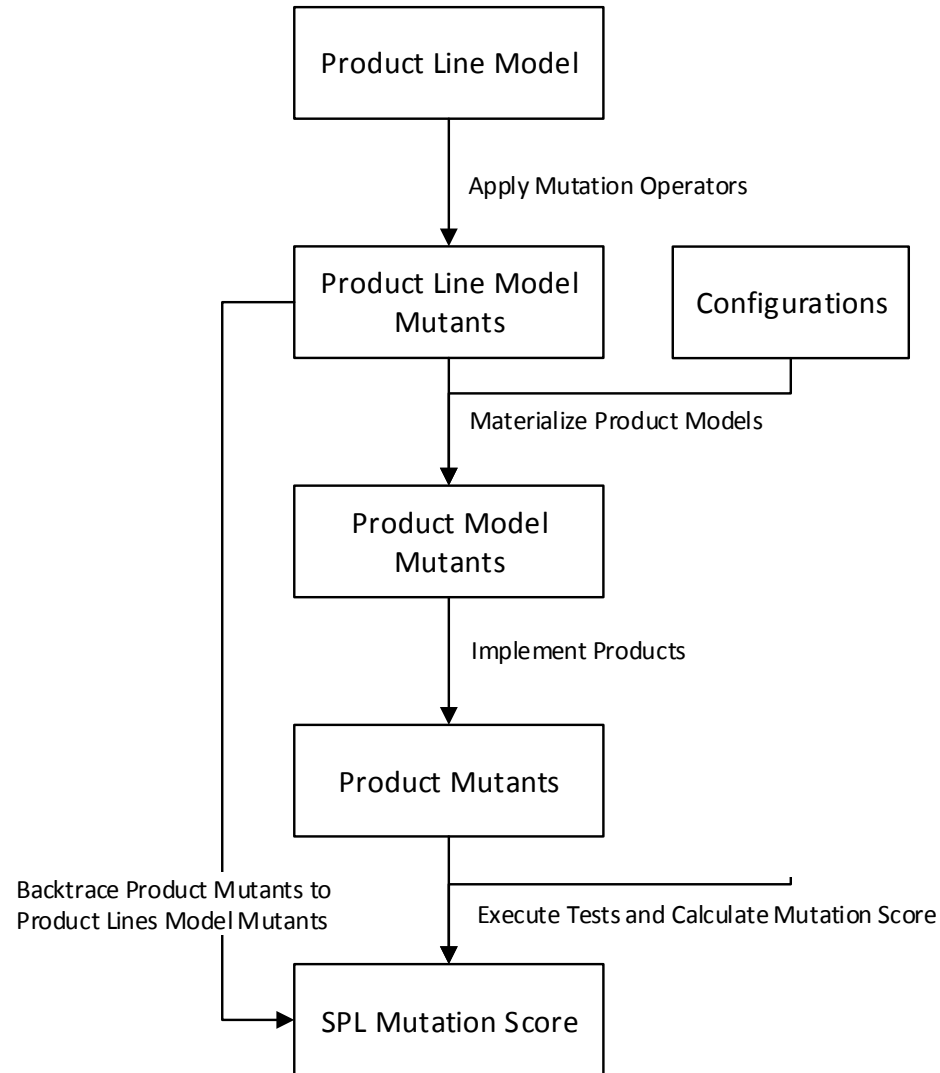 Product Line Model
Apply Mutation Operators
Product Line Model
Mutants
Configurations
Materialize Product Models
Product Model
Mutants
Implement Products
Product Mutants
Backtrace Product Mutants to
Product Lines Model Mutants
Execute Tests and Calculate Mutation Score
SPL Mutation Score